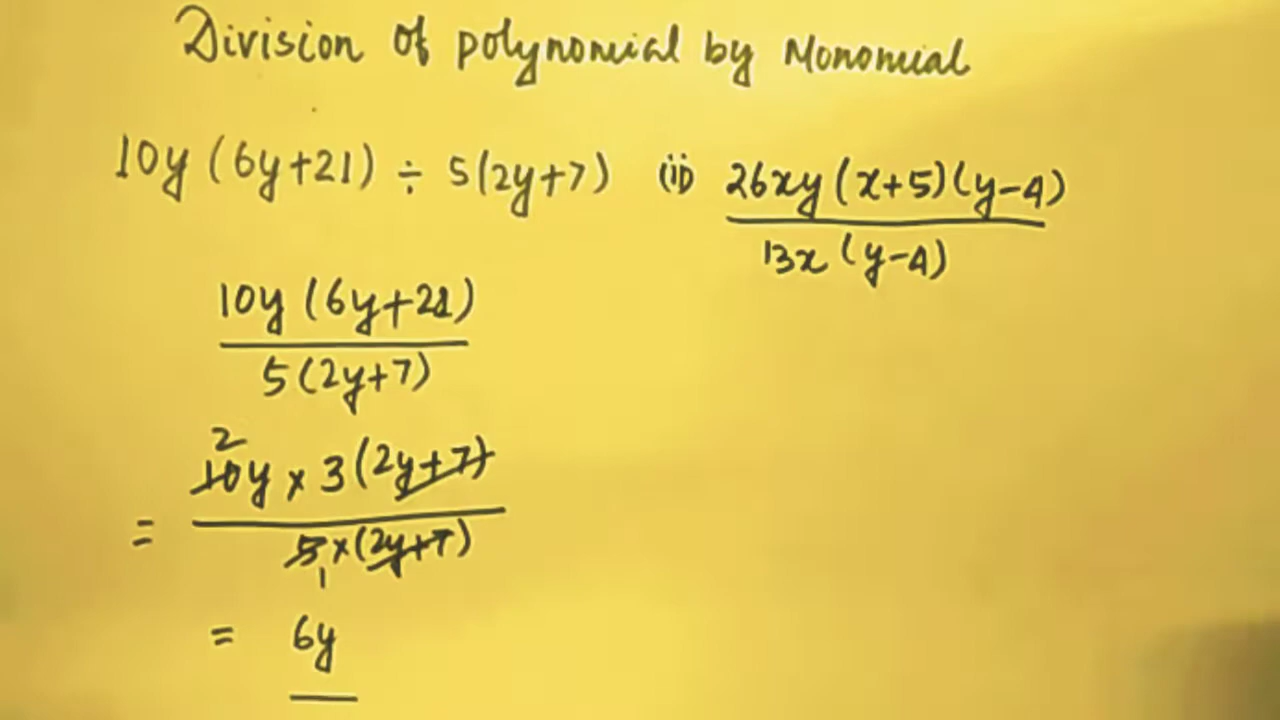 Division of polynomial by Monomial
10y (6y+21) ÷ 5(2y+7) (ii) 26xy (x+5)(y-4)
13x (y-4)
10y (6y+21)
5(2y+7)
2
10y × 3 (2y+7)
=
5×(2y+7)
1
= 6y